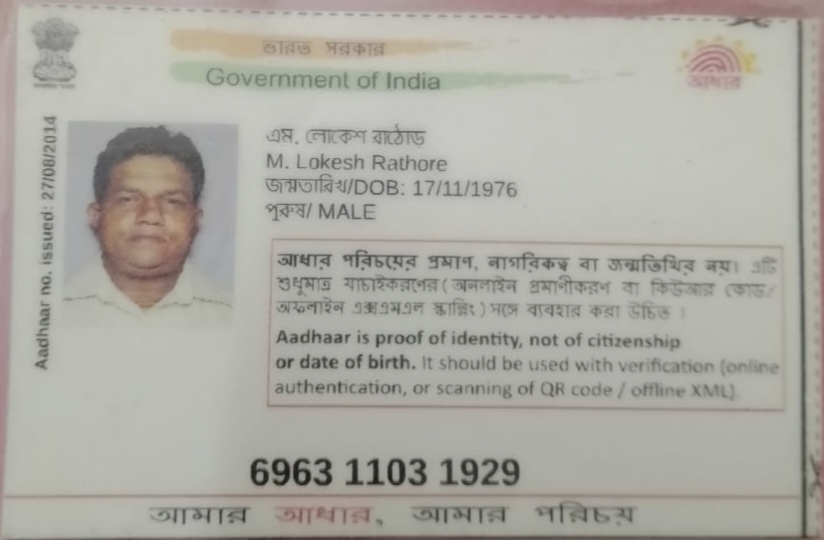 ভারত সরকার
Government of India
আধার
Aadhaar no. issued: 27/08/2014
এম. লোকেশ রাঠোড়
M. Lokesh Rathore
জন্মতারিখ/DOB: 17/11/1976
পুরুষ/ MALE
আধার পরিচয়ের প্রমাণ, নাগরিকত্ব বা জন্মতিথির নয়। এটি
শুধুমাত্র যাচাইকরণের (অনলাইন প্রমাণীকরণ বা কিউআর কোড/
অফলাইন এক্সএমএল স্ক্যানিং) সঙ্গে ব্যবহার করা উচিত।
Aadhaar is proof of identity, not of citizenship
or date of birth. It should be used with verification (online
authentication, or scanning of QR code / offline XML).
6963 1103 1929
আমার আধার, আমার পরিচয়